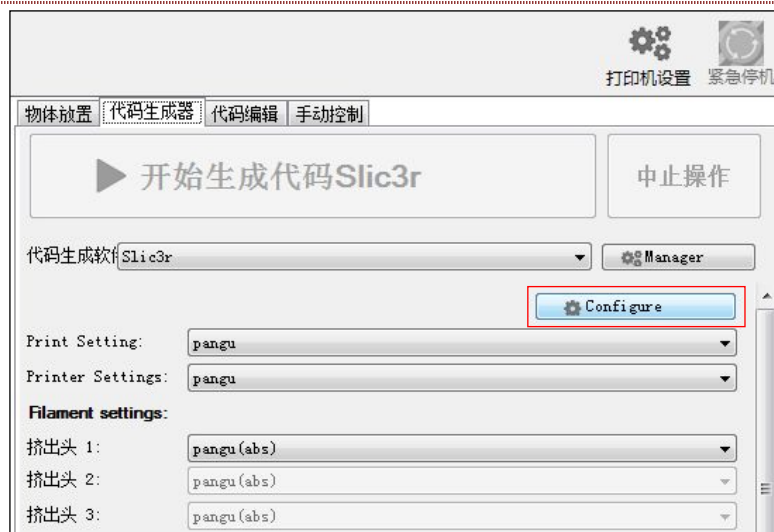 打印机设置 紧急停机
物体放置 代码生成器 代码编辑 手动控制
开始生成代码Slic3r 中止操作
代码生成软件 Slic3r Manager
Configure
Print Setting: pangu
Printer Settings: pangu
Filament settings:
挤出头 1: pangu(abs)
挤出头 2: pangu(abs)
挤出头 3: pangu(abs)